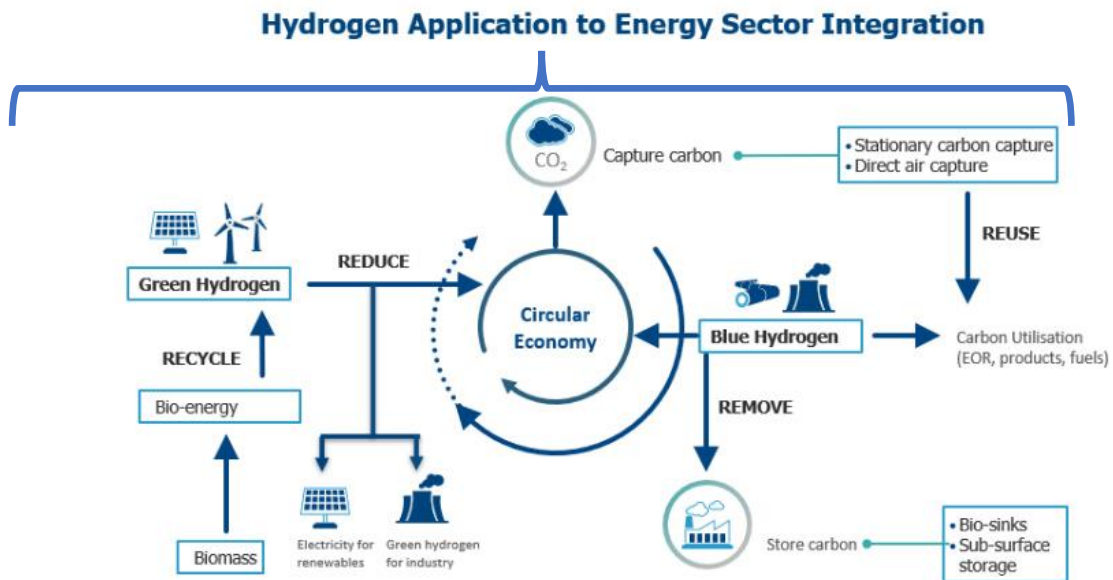 Hydrogen Application to Energy Sector Integration
CO₂
Capture carbon
• Stationary carbon capture
• Direct air capture
REUSE
REDUCE
Green Hydrogen
Circular
Economy
Blue Hydrogen
Carbon Utilisation
(EOR, products, fuels)
RECYCLE
Bio-energy
REMOVE
Biomass
Electricity for
renewables
Green hydrogen
for industry
Store carbon
• Bio-sinks
• Sub-surface
storage